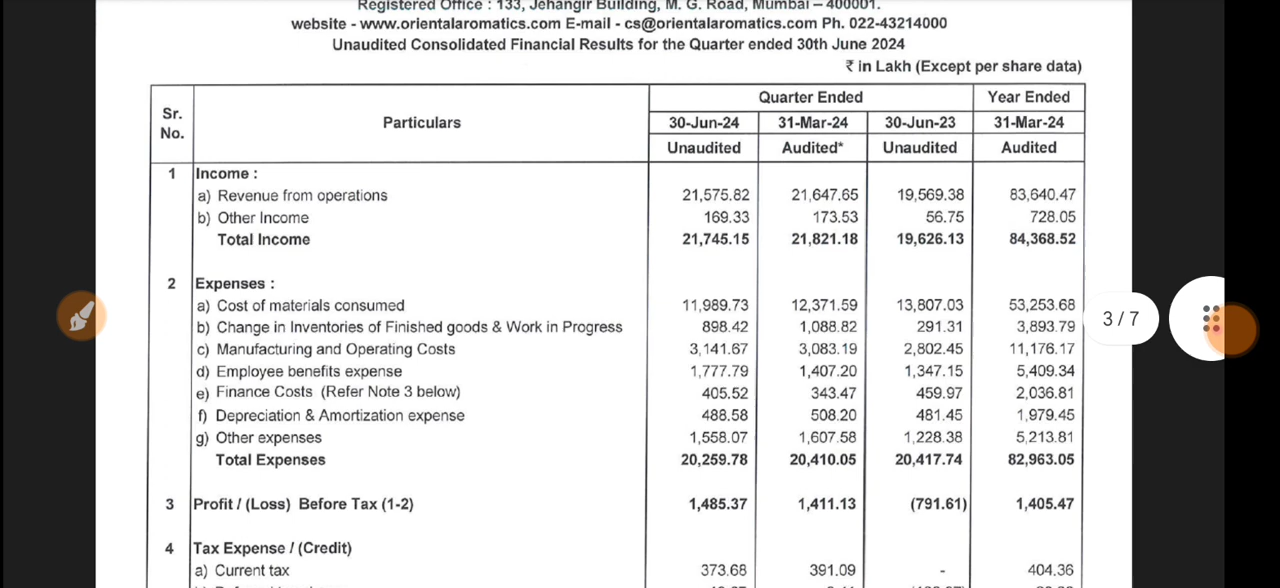 Registered Office : 133, Jehangir Building, M. G. Road, Mumbai – 400001.
website - www.orientalaromatics.com E-mail - cs@orientalaromatics.com Ph. 022-43214000
Unaudited Consolidated Financial Results for the Quarter ended 30th June 2024
₹ in Lakh (Except per share data)
Sr. No. Particulars Quarter Ended Year Ended
30-Jun-24 31-Mar-24 30-Jun-23 31-Mar-24
Unaudited Audited* Unaudited Audited
1 Income :
a) Revenue from operations 21,575.82 21,647.65 19,569.38 83,640.47
b) Other Income 169.33 173.53 56.75 728.05
Total Income 21,745.15 21,821.18 19,626.13 84,368.52
2 Expenses :
a) Cost of materials consumed 11,989.73 12,371.59 13,807.03 53,253.68
b) Change in Inventories of Finished goods & Work in Progress 898.42 1,088.82 291.31 3,893.79
c) Manufacturing and Operating Costs 3,141.67 3,083.19 2,802.45 11,176.17
d) Employee benefits expense 1,777.79 1,407.20 1,347.15 5,409.34
e) Finance Costs (Refer Note 3 below) 405.52 343.47 459.97 2,036.81
f) Depreciation & Amortization expense 488.58 508.20 481.45 1,979.45
g) Other expenses 1,558.07 1,607.58 1,228.38 5,213.81
Total Expenses 20,259.78 20,410.05 20,417.74 82,963.05
3 Profit / (Loss) Before Tax (1-2) 1,485.37 1,411.13 (791.61) 1,405.47
4 Tax Expense / (Credit)
a) Current tax 373.68 391.09 - 404.36
3 / 7